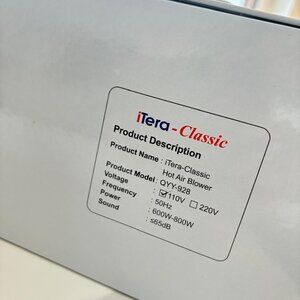 iTera-Classic
Product Description
Product Name : iTera-Classic
Hot Air Blower
Product Model : QYY-928
Voltage : ☑110V ☐220V
Frequency : 50Hz
Power : 600W-800W
Sound : ≤65dB